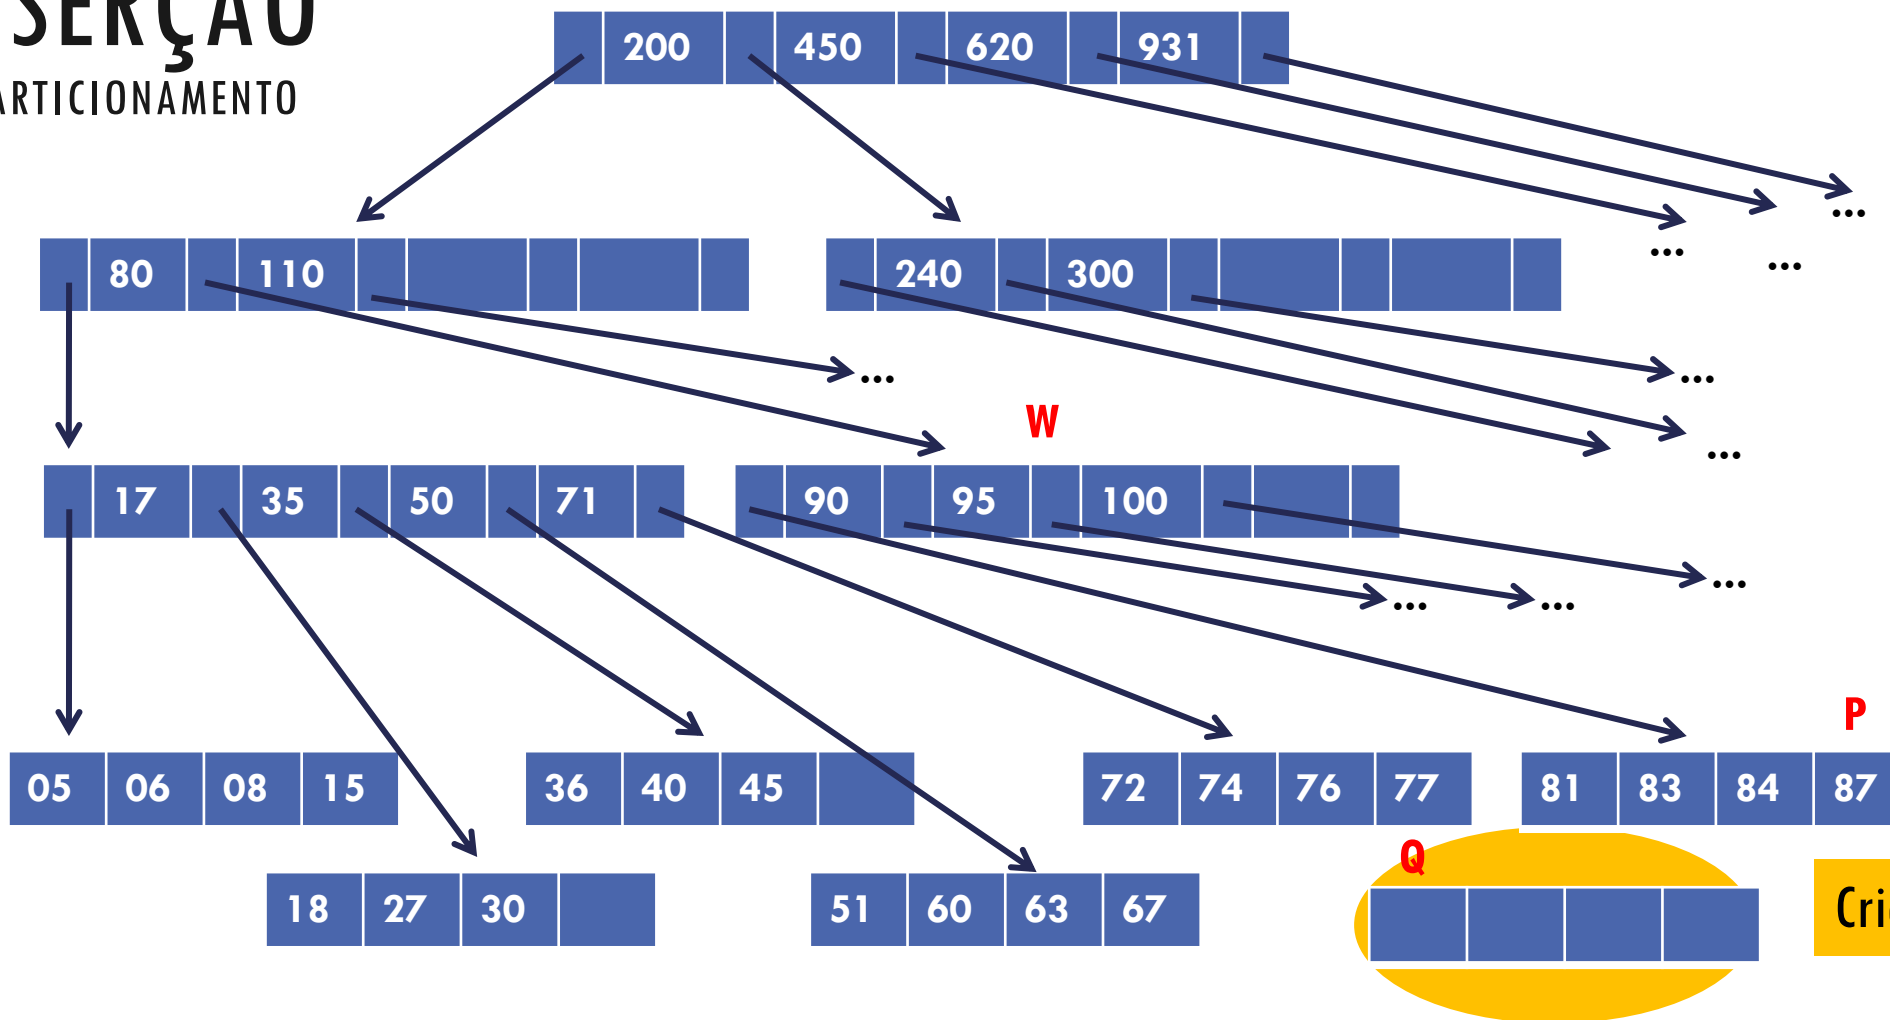 SERÇÃO
ARTICIONAMENTO
200 450 620 931
...
... ...
80 110 240 300
... ...
W
...
17 35 50 71 90 95 100
...
... ...
P
05 06 08 15 36 40 45 72 74 76 77 81 83 84 87
Q
18 27 30 51 60 63 67